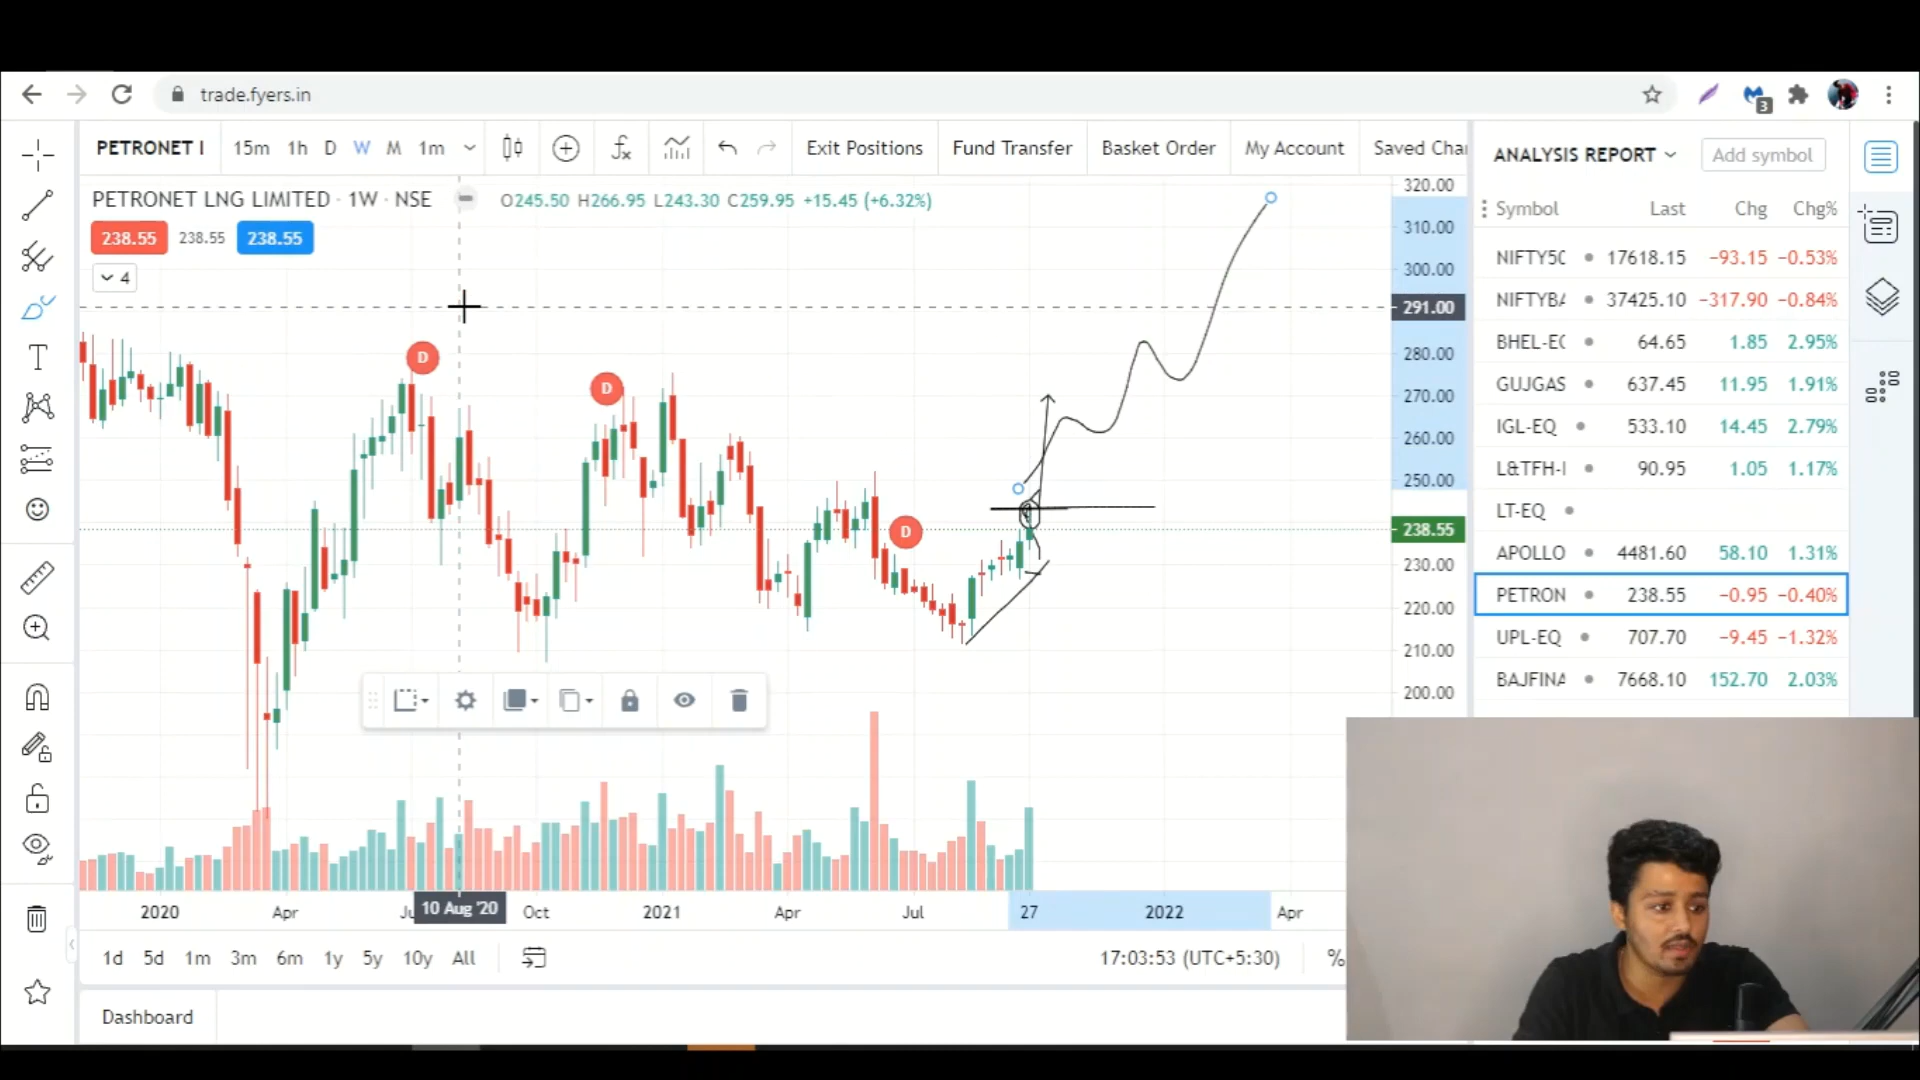 trade.fyers.in
3
PETRONET I 15m 1h D W M 1m Exit Positions Fund Transfer Basket Order My Account Saved Cha
PETRONET LNG LIMITED · 1W · NSE O245.50 H266.95 L243.30 C259.95 +15.45 (+6.32%)
238.55 238.55 238.55
4
D
D
D
320.00
310.00
300.00
291.00
280.00
270.00
260.00
250.00
238.55
230.00
220.00
210.00
200.00
2020 Apr 10 Aug '20 Oct 2021 Apr Jul 27 2022 Apr
1d 5d 1m 3m 6m 1y 5y 10y All 17:03:53 (UTC+5:30) %
Dashboard
ANALYSIS REPORT Add symbol
Symbol Last Chg Chg%
NIFTY50 17618.15 −93.15 −0.53%
NIFTYBA 37425.10 −317.90 −0.84%
BHEL-EQ 64.65 1.85 2.95%
GUJGAS 637.45 11.95 1.91%
IGL-EQ 533.10 14.45 2.79%
L&TFH-I 90.95 1.05 1.17%
LT-EQ
APOLLO 4481.60 58.10 1.31%
PETRON 238.55 −0.95 −0.40%
UPL-EQ 707.70 −9.45 −1.32%
BAJFINA 7668.10 152.70 2.03%